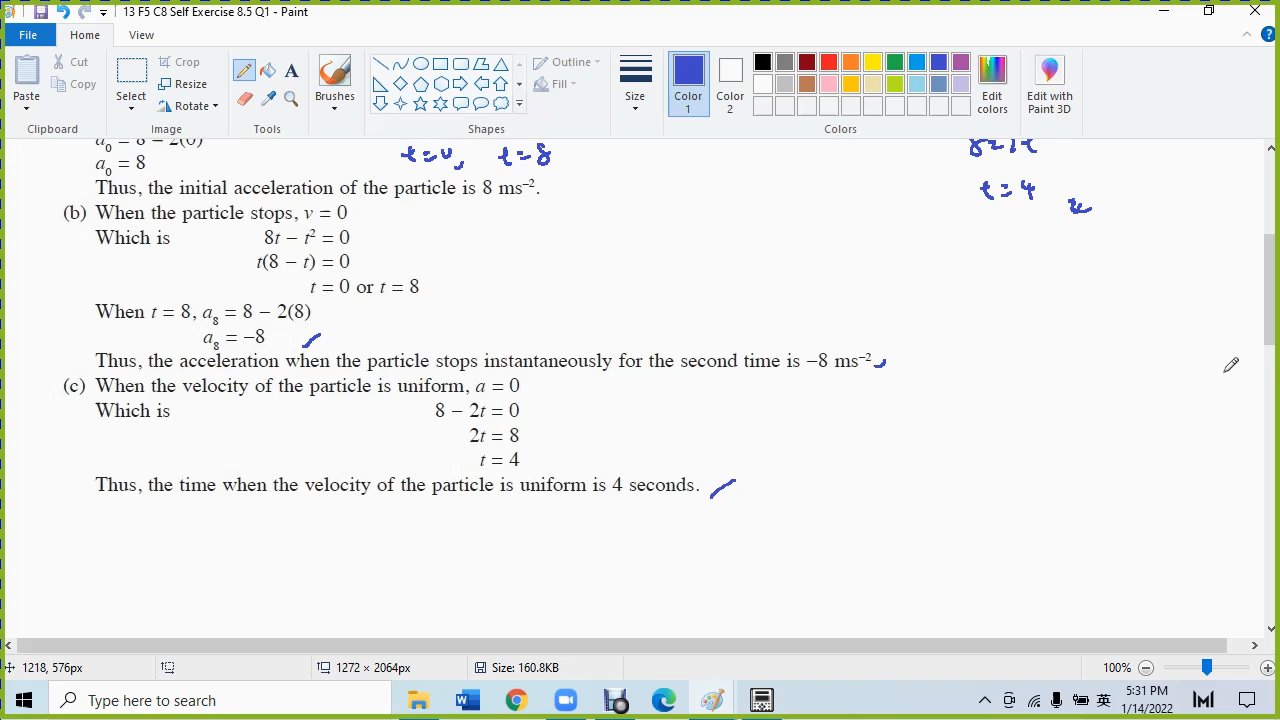 13 F5 C8 Self Exercise 8.5 Q1 - Paint
File Home View
Paste Cut Copy Select Crop Resize Rotate Brushes Outline Fill Size Color 1 Color 2 Edit colors Edit with Paint 3D
Clipboard Image Tools Shapes Colors
a₀ = 8 − 2(0)
a₀ = 8
t=0, t=8
t=4
Thus, the initial acceleration of the particle is 8 ms⁻².
(b) When the particle stops, v = 0
Which is 8t − t² = 0
t(8 − t) = 0
t = 0 or t = 8
When t = 8, a₈ = 8 − 2(8)
a₈ = −8
Thus, the acceleration when the particle stops instantaneously for the second time is −8 ms⁻²
(c) When the velocity of the particle is uniform, a = 0
Which is 8 − 2t = 0
2t = 8
t = 4
Thus, the time when the velocity of the particle is uniform is 4 seconds.
1218, 576px 1272 × 2064px Size: 160.8KB 100%
Type here to search
英 5:31 PM
1/14/2022